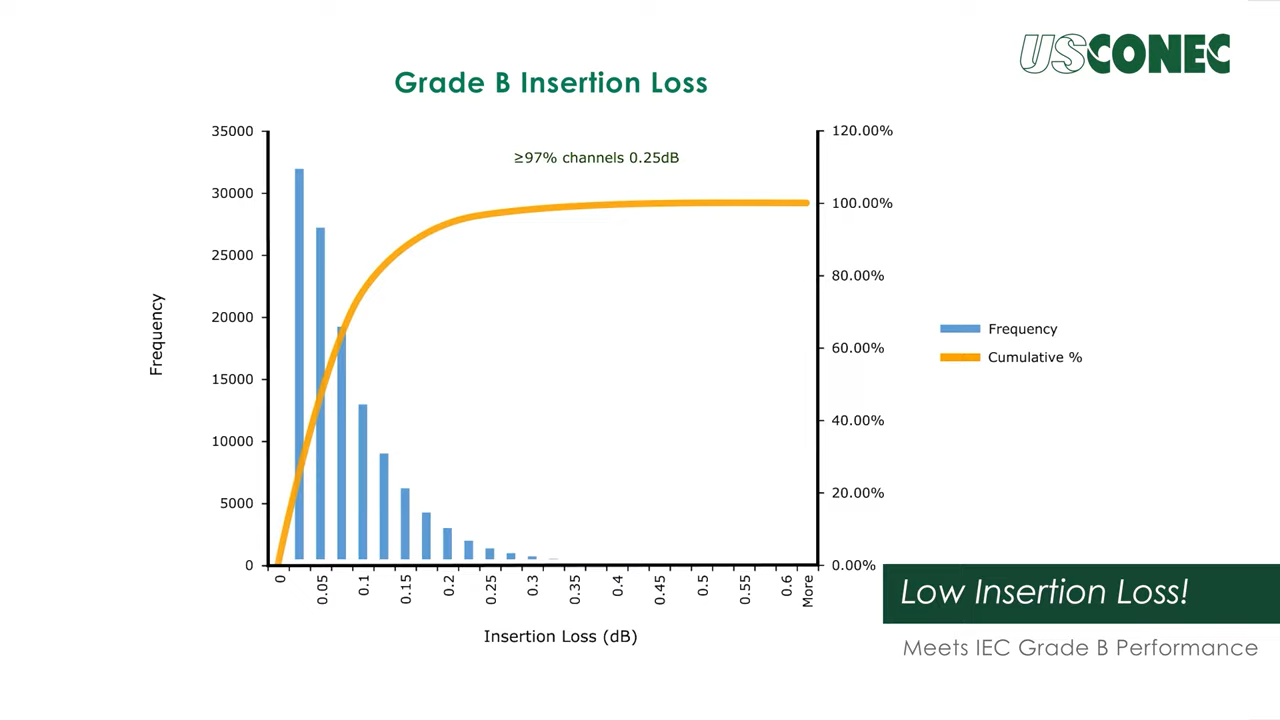 USCONEC
Grade B Insertion Loss
≥97% channels 0.25dB
Frequency
35000
30000
25000
20000
15000
10000
5000
0
120.00%
100.00%
80.00%
60.00%
40.00%
20.00%
0.00%
0
0.05
0.1
0.15
0.2
0.25
0.3
0.35
0.4
0.45
0.5
0.55
0.6
More
Insertion Loss (dB)
Frequency
Cumulative %
Low Insertion Loss!
Meets IEC Grade B Performance